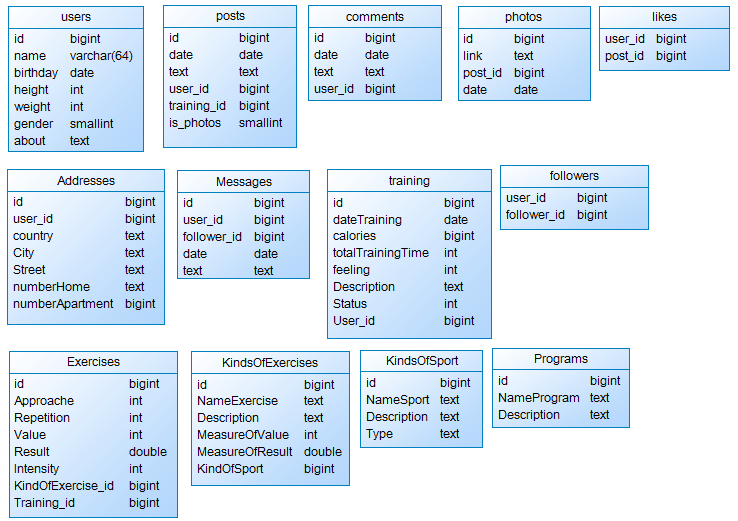 users
id bigint
name varchar(64)
birthday date
height int
weight int
gender smallint
about text
posts
id bigint
date date
text text
user_id bigint
training_id bigint
is_photos smallint
comments
id bigint
date date
text text
user_id bigint
photos
id bigint
link text
post_id bigint
date date
likes
user_id bigint
post_id bigint
Addresses
id bigint
user_id bigint
country text
City text
Street text
numberHome text
numberApartment bigint
Messages
id bigint
user_id bigint
follower_id bigint
date date
text text
training
id bigint
dateTraining date
calories bigint
totalTrainingTime int
feeling int
Description text
Status int
User_id bigint
followers
user_id bigint
follower_id bigint
Exercises
id bigint
Approache int
Repetition int
Value int
Result double
Intensity int
KindOfExercise_id bigint
Training_id bigint
KindsOfExercises
id bigint
NameExercise text
Description text
MeasureOfValue int
MeasureOfResult double
KindOfSport bigint
KindsOfSport
id bigint
NameSport text
Description text
Type text
Programs
id bigint
NameProgram text
Description text